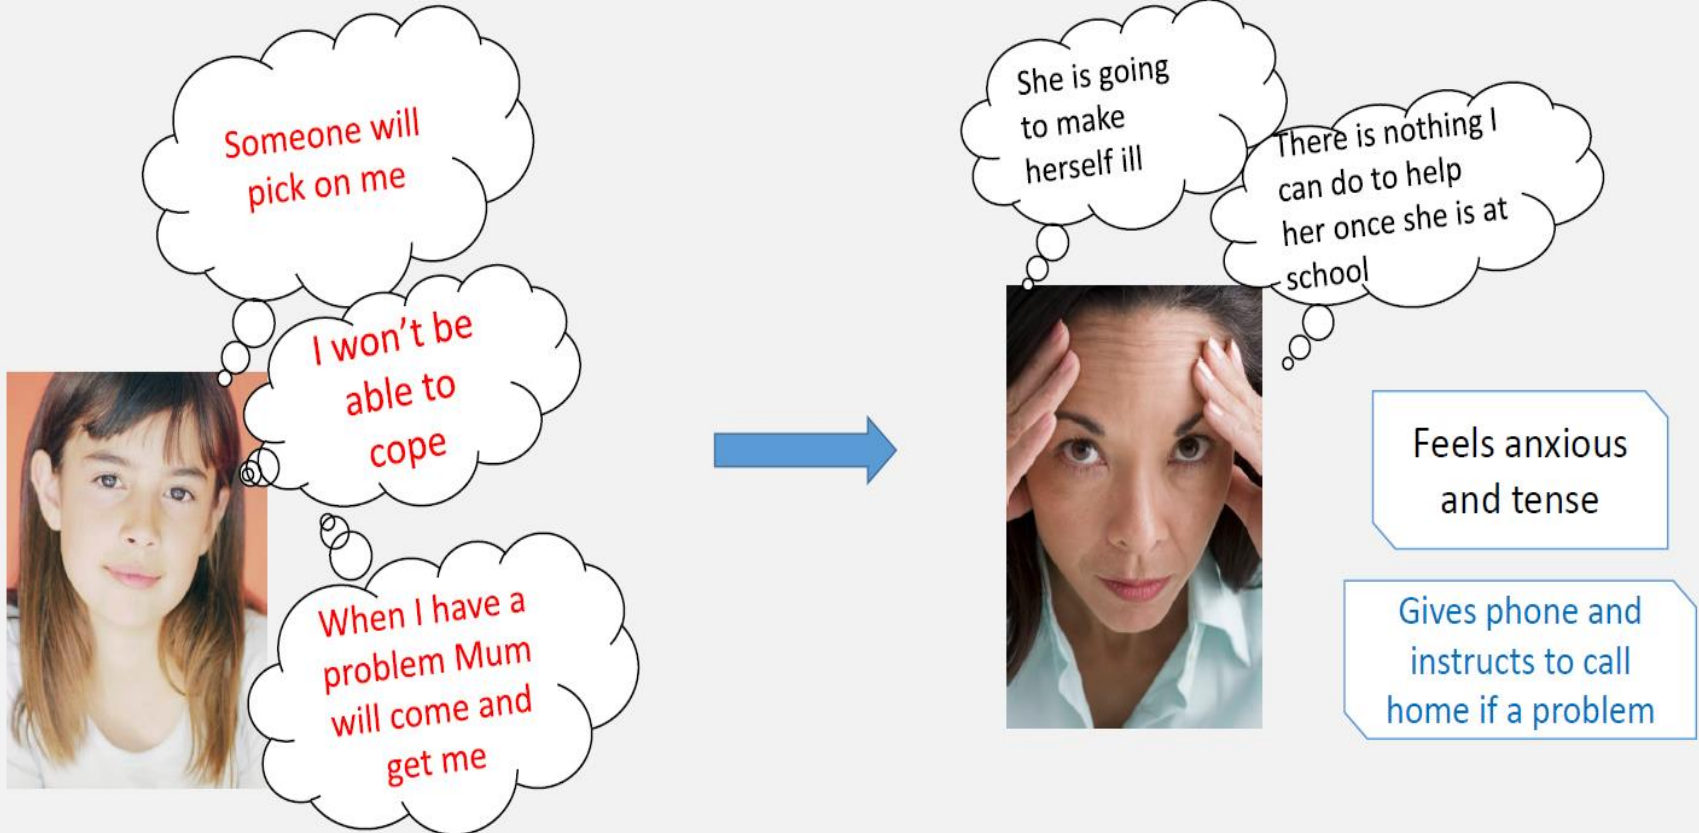 Someone will
pick on me
I won't be
able to
cope
When I have a
problem Mum
will come and
get me
She is going
to make
herself ill
There is nothing I
can do to help
her once she is at
school
Feels anxious
and tense
Gives phone and
instructs to call
home if a problem